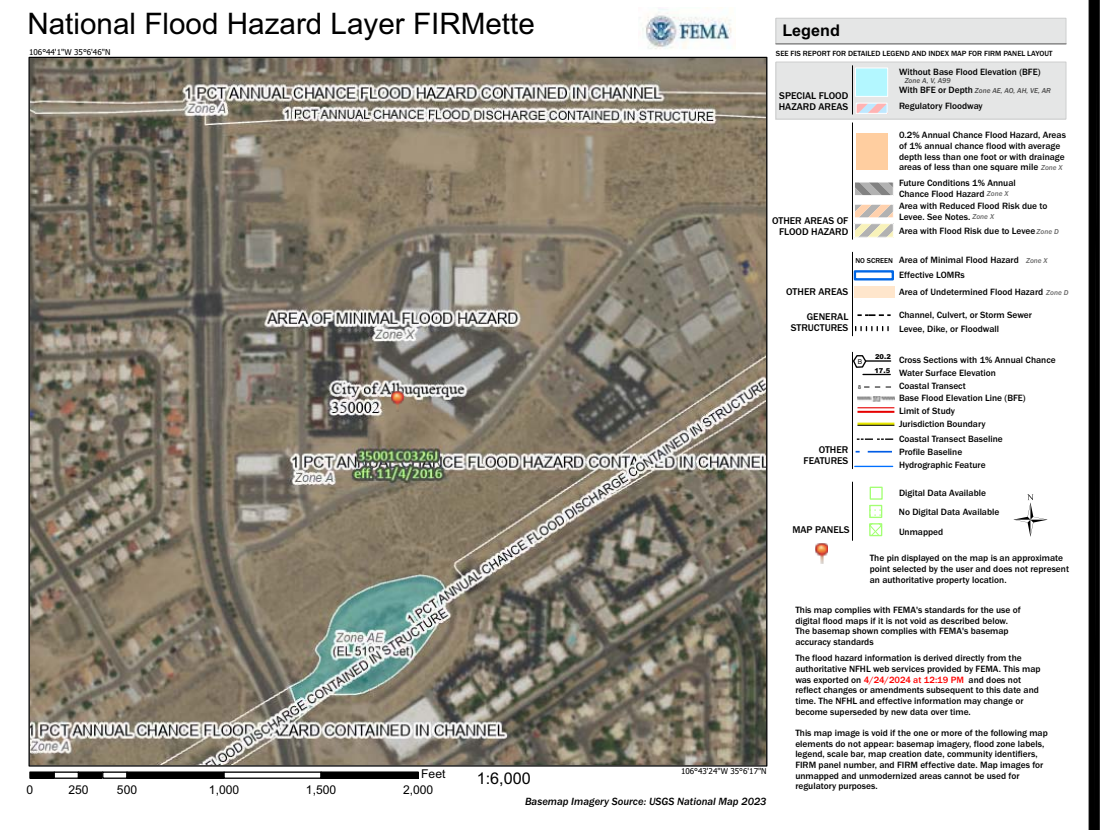 National Flood Hazard Layer FIRMette
FEMA
106°44'1"W 35°6'46"N
1 PCT ANNUAL CHANCE FLOOD HAZARD CONTAINED IN CHANNEL
Zone A
1 PCT ANNUAL CHANCE FLOOD DISCHARGE CONTAINED IN STRUCTURE
AREA OF MINIMAL FLOOD HAZARD
Zone X
City of Albuquerque
350002
1 PCT ANNUAL CHANCE FLOOD HAZARD CONTAINED IN CHANNEL
35001C0326J
eff. 11/4/2016
Zone A
1 PCT ANNUAL CHANCE FLOOD DISCHARGE CONTAINED IN STRUCTURE
Zone AE
FLOOD DISCHARGE CONTAINED IN STRUCTURE
1 PCT ANNUAL CHANCE FLOOD HAZARD CONTAINED IN CHANNEL
Zone A
106°43'24"W 35°6'17"N
Feet
1:6,000
0 250 500 1,000 1,500 2,000
Basemap Imagery Source: USGS National Map 2023
Legend
SEE FIS REPORT FOR DETAILED LEGEND AND INDEX MAP FOR FIRM PANEL LAYOUT
SPECIAL FLOOD
HAZARD AREAS
Without Base Flood Elevation (BFE)
Zone A, V, A99
With BFE or Depth Zone AE, AO, AH, VE, AR
Regulatory Floodway
0.2% Annual Chance Flood Hazard, Areas
of 1% annual chance flood with average
depth less than one foot or with drainage
areas of less than one square mile Zone X
Future Conditions 1% Annual
Chance Flood Hazard Zone X
Area with Reduced Flood Risk due to
Levee. See Notes. Zone X
Area with Flood Risk due to Levee Zone D
OTHER AREAS OF
FLOOD HAZARD
NO SCREEN Area of Minimal Flood Hazard Zone X
Effective LOMRs
OTHER AREAS
Area of Undetermined Flood Hazard Zone D
GENERAL
STRUCTURES
Channel, Culvert, or Storm Sewer
Levee, Dike, or Floodwall
B 20.2 Cross Sections with 1% Annual Chance
17.5 Water Surface Elevation
8 Coastal Transect
Base Flood Elevation Line (BFE)
Limit of Study
Jurisdiction Boundary
Coastal Transect Baseline
OTHER
FEATURES
Profile Baseline
Hydrographic Feature
Digital Data Available
No Digital Data Available
Unmapped
MAP PANELS
N
The pin displayed on the map is an approximate
point selected by the user and does not represent
an authoritative property location.
This map complies with FEMA's standards for the use of
digital flood maps if it is not void as described below.
The basemap shown complies with FEMA's basemap
accuracy standards
The flood hazard information is derived directly from the
authoritative NFHL web services provided by FEMA. This map
was exported on 4/24/2024 at 12:19 PM and does not
reflect changes or amendments subsequent to this date and
time. The NFHL and effective information may change or
become superseded by new data over time.
This map image is void if the one or more of the following map
elements do not appear: basemap imagery, flood zone labels,
legend, scale bar, map creation date, community identifiers,
FIRM panel number, and FIRM effective date. Map images for
unmapped and unmodernized areas cannot be used for
regulatory purposes.